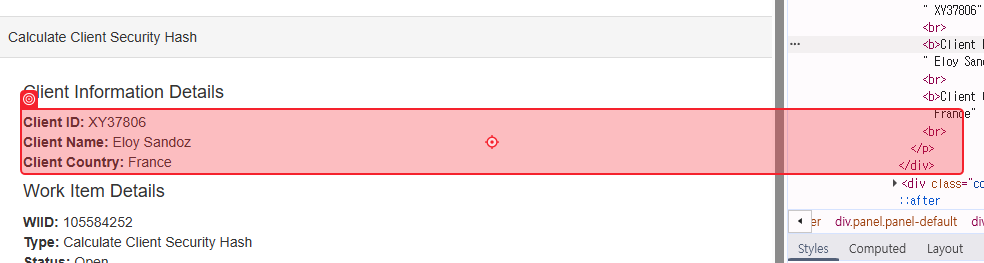 Calculate Client Security Hash
Client Information Details
Client ID: XY37806
Client Name: Eloy Sandoz
Client Country: France
Work Item Details
WIID: 105584252
Type: Calculate Client Security Hash
Status: Open
" XY37806"
<br>
<b>Client
" Eloy Sand
<br>
<b>Client
France"
<br>
</p>
</div>
<div class="co
::after
er div.panel.panel-default di
Styles Computed Layout